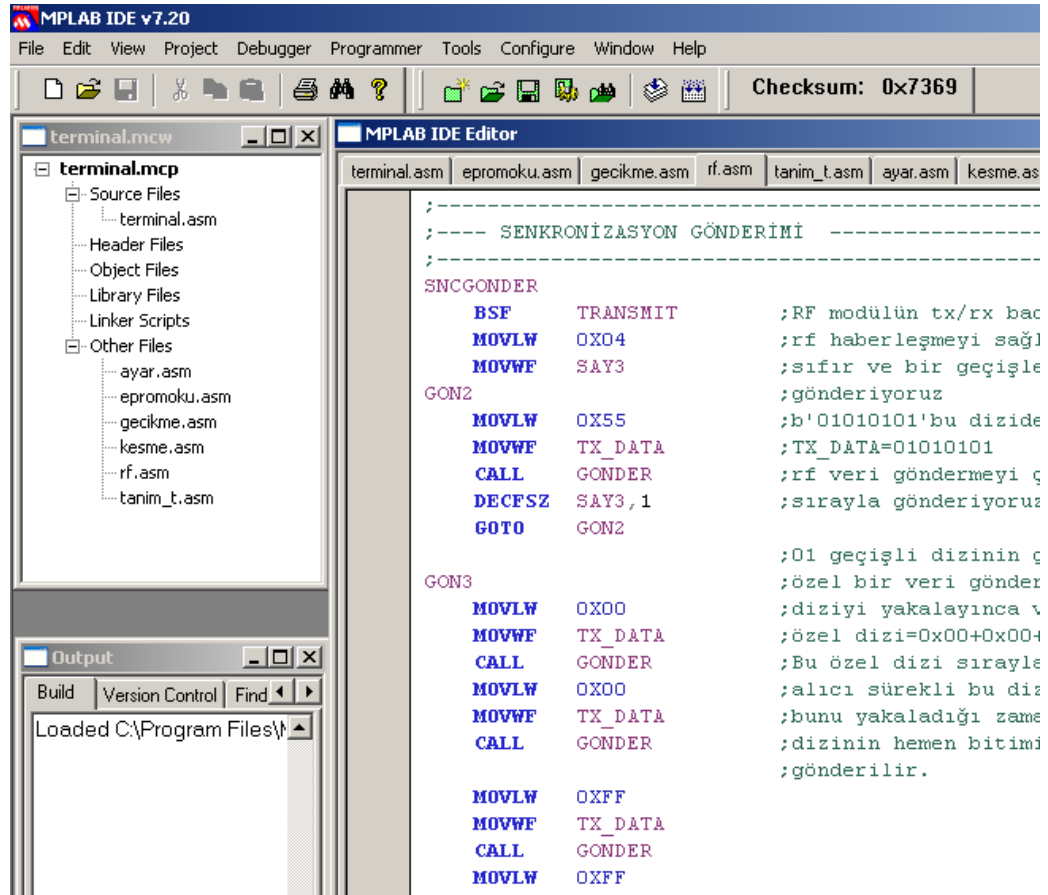 MPLAB IDE v7.20
File Edit View Project Debugger Programmer Tools Configure Window Help
Checksum: 0x7369
terminal.mcw
terminal.mcp
Source Files
terminal.asm
Header Files
Object Files
Library Files
Linker Scripts
Other Files
ayar.asm
epromoku.asm
gecikme.asm
kesme.asm
rf.asm
tanim_t.asm
Output
Build Version Control Find
Loaded C:\Program Files\
MPLAB IDE Editor
terminal.asm epromoku.asm gecikme.asm rf.asm tanim_t.asm ayar.asm kesme.as
;------------------------------------------------
;---- SENKRONİZASYON GÖNDERİMİ -----------------
;------------------------------------------------
SNCGONDER
BSF TRANSMIT ;RF modülün tx/rx bac
MOVLW 0X04 ;rf haberleşmeyi sağl
MOVWF SAY3 ;sıfır ve bir geçişle
GON2 ;gönderiyoruz
MOVLW 0X55 ;b'01010101'bu dizide
MOVWF TX_DATA ;TX_DATA=01010101
CALL GONDER ;rf veri göndermeyi ç
DECFSZ SAY3,1 ;sırayla gönderiyoruz
GOTO GON2
;01 geçişli dizinin g
GON3 ;özel bir veri gönder
MOVLW 0X00 ;diziyi yakalayınca v
MOVWF TX_DATA ;özel dizi=0x00+0x00+
CALL GONDER ;Bu özel dizi sırayla
MOVLW 0X00 ;alıcı sürekli bu diz
MOVWF TX_DATA ;bunu yakaladığı zama
CALL GONDER ;dizinin hemen bitimi
;gönderilir.
MOVLW 0XFF
MOVWF TX_DATA
CALL GONDER
MOVLW 0XFF